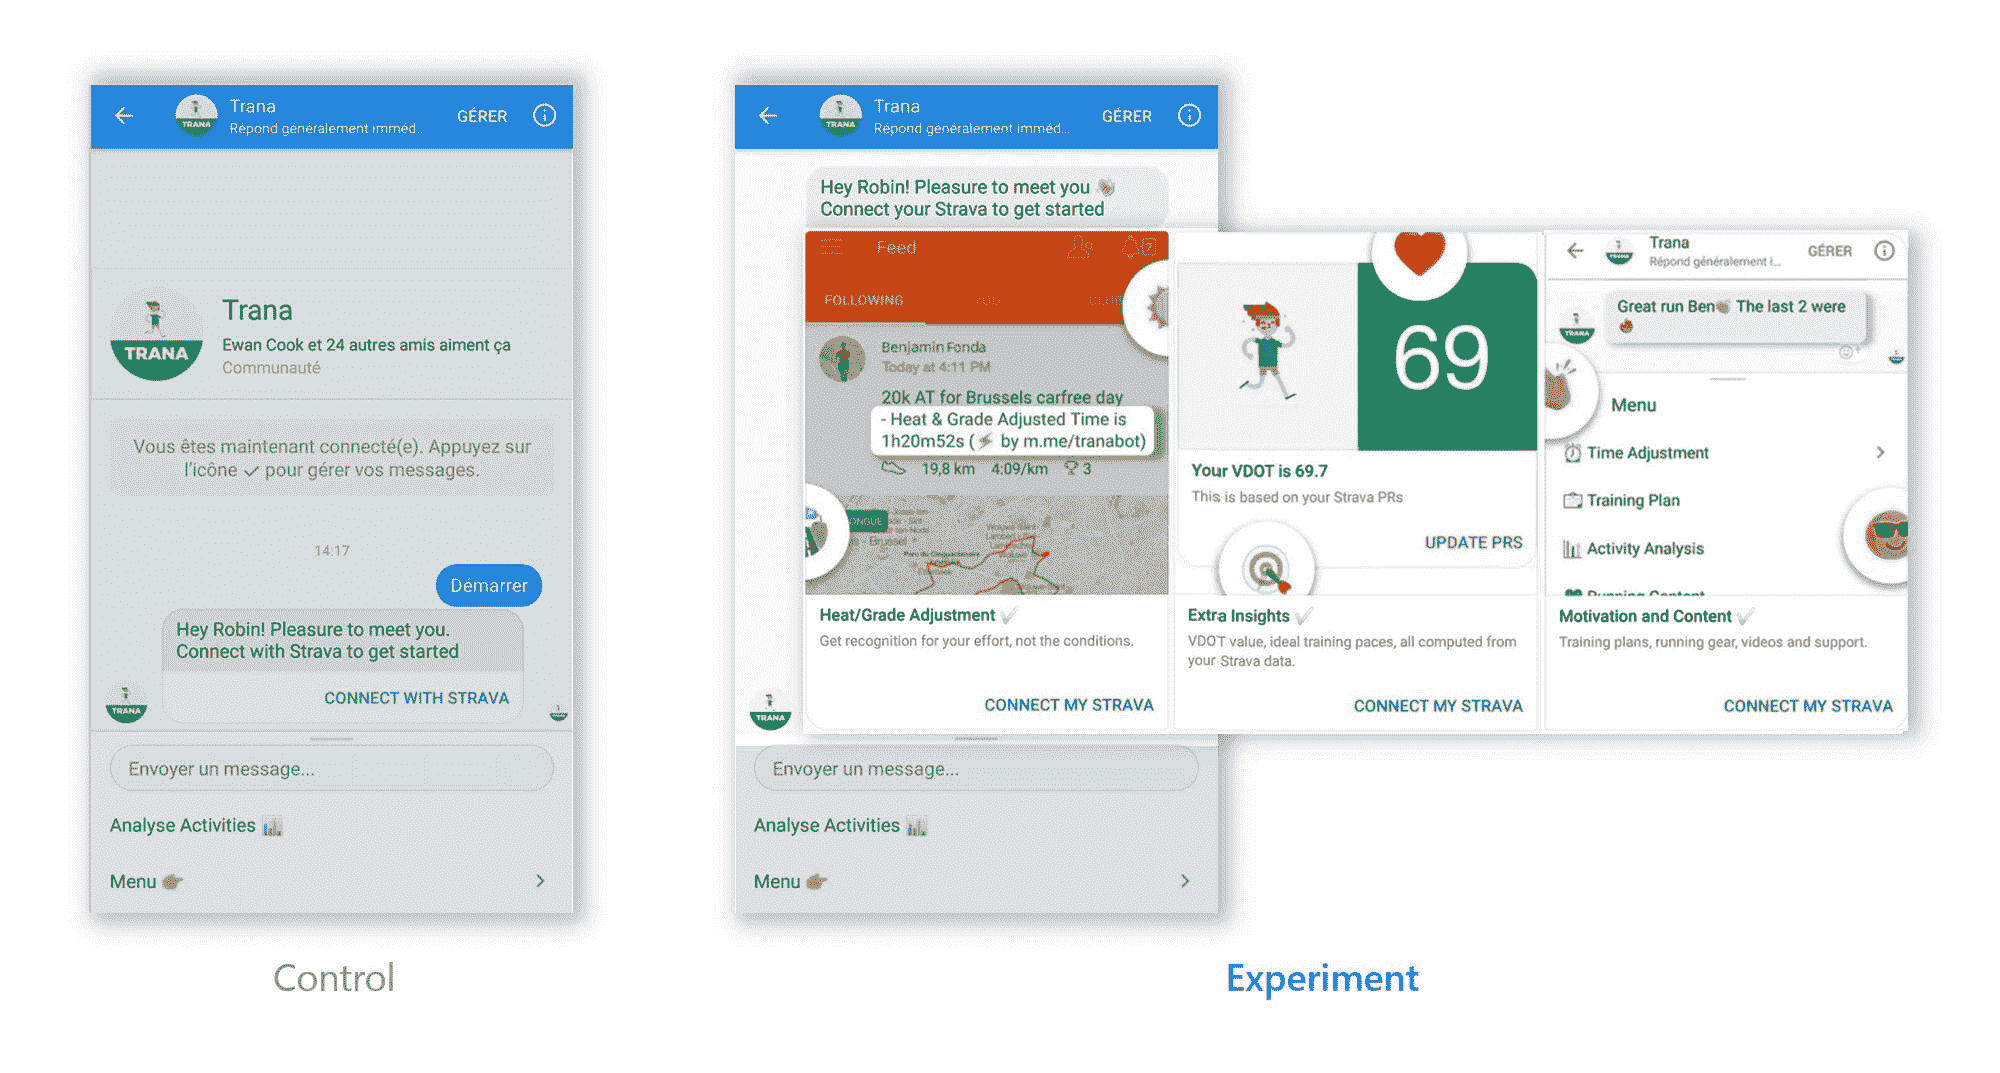 Trana
Répond généralement imméd..
GÉRER
TRANA
Trana
Ewan Cook et 24 autres amis aiment ça
Communauté
TRANA
Vous êtes maintenant connecté(e). Appuyez sur
l'icône ✓ pour gérer vos messages.
14:17
Démarrer
Hey Robin! Pleasure to meet you.
Connect with Strava to get started
CONNECT WITH STRAVA
TRANA
Envoyer un message...
Analyse Activities
Menu
Control
Trana
Répond généralement imméd...
GÉRER
TRANA
Hey Robin! Pleasure to meet you
Connect your Strava to get started
Feed
FOLLOWING
YOU
Benjamin Fonda
Today at 4:11 PM
20k AT for Brussels carfree day
- Heat & Grade Adjusted Time is
1h20m52s (⚡ by m.me/tranabot)
19,8 km 4:09/km 3
Heat/Grade Adjustment
Get recognition for your effort, not the conditions.
CONNECT MY STRAVA
69
Your VDOT is 69.7
This is based on your Strava PRs
UPDATE PRS
Extra Insights
VDOT value, ideal training paces, all computed from
your Strava data.
CONNECT MY STRAVA
Trana
Répond généralement i...
GÉRER
Great run Ben The last 2 were
TRANA
Menu
Time Adjustment
Training Plan
Activity Analysis
Running Content
Motivation and Content
Training plans, running gear, videos and support.
CONNECT MY STRAVA
TRANA
Envoyer un message...
Analyse Activities
Menu
Experiment